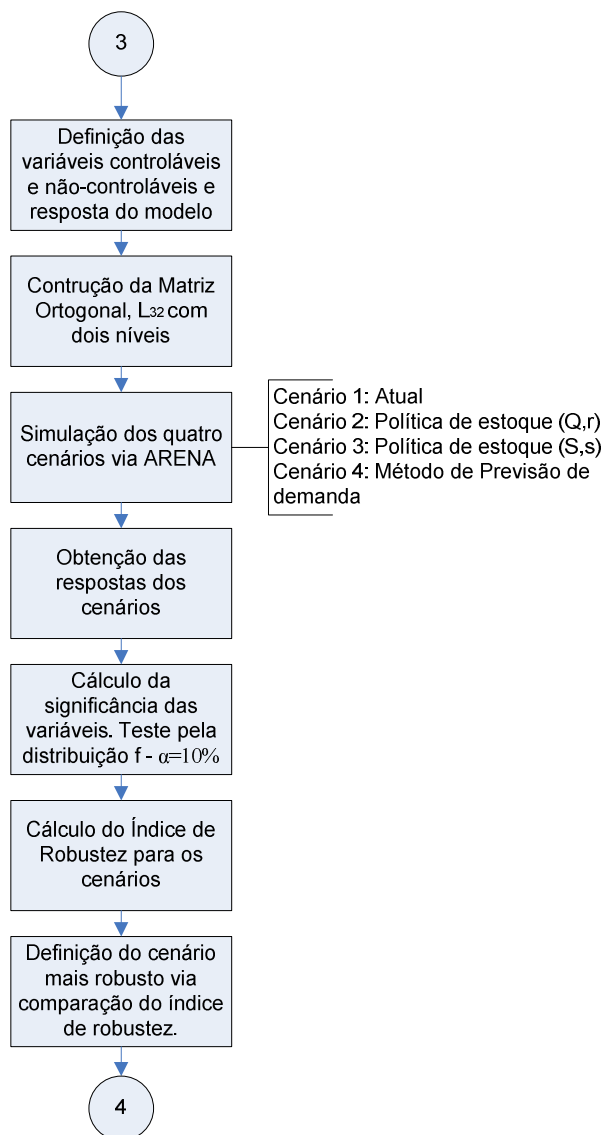 3
Definição das
variáveis controláveis
e não-controláveis e
resposta do modelo
Contrução da Matriz
Ortogonal, L32 com
dois níveis
Simulação dos quatro
cenários via ARENA
Cenário 1: Atual
Cenário 2: Política de estoque (Q,r)
Cenário 3: Política de estoque (S,s)
Cenário 4: Método de Previsão de
demanda
Obtenção das
respostas dos
cenários
Cálculo da
significância das
variáveis. Teste pela
distribuição f - α=10%
Cálculo do Índice de
Robustez para os
cenários
Definição do cenário
mais robusto via
comparação do índice
de robustez.
4